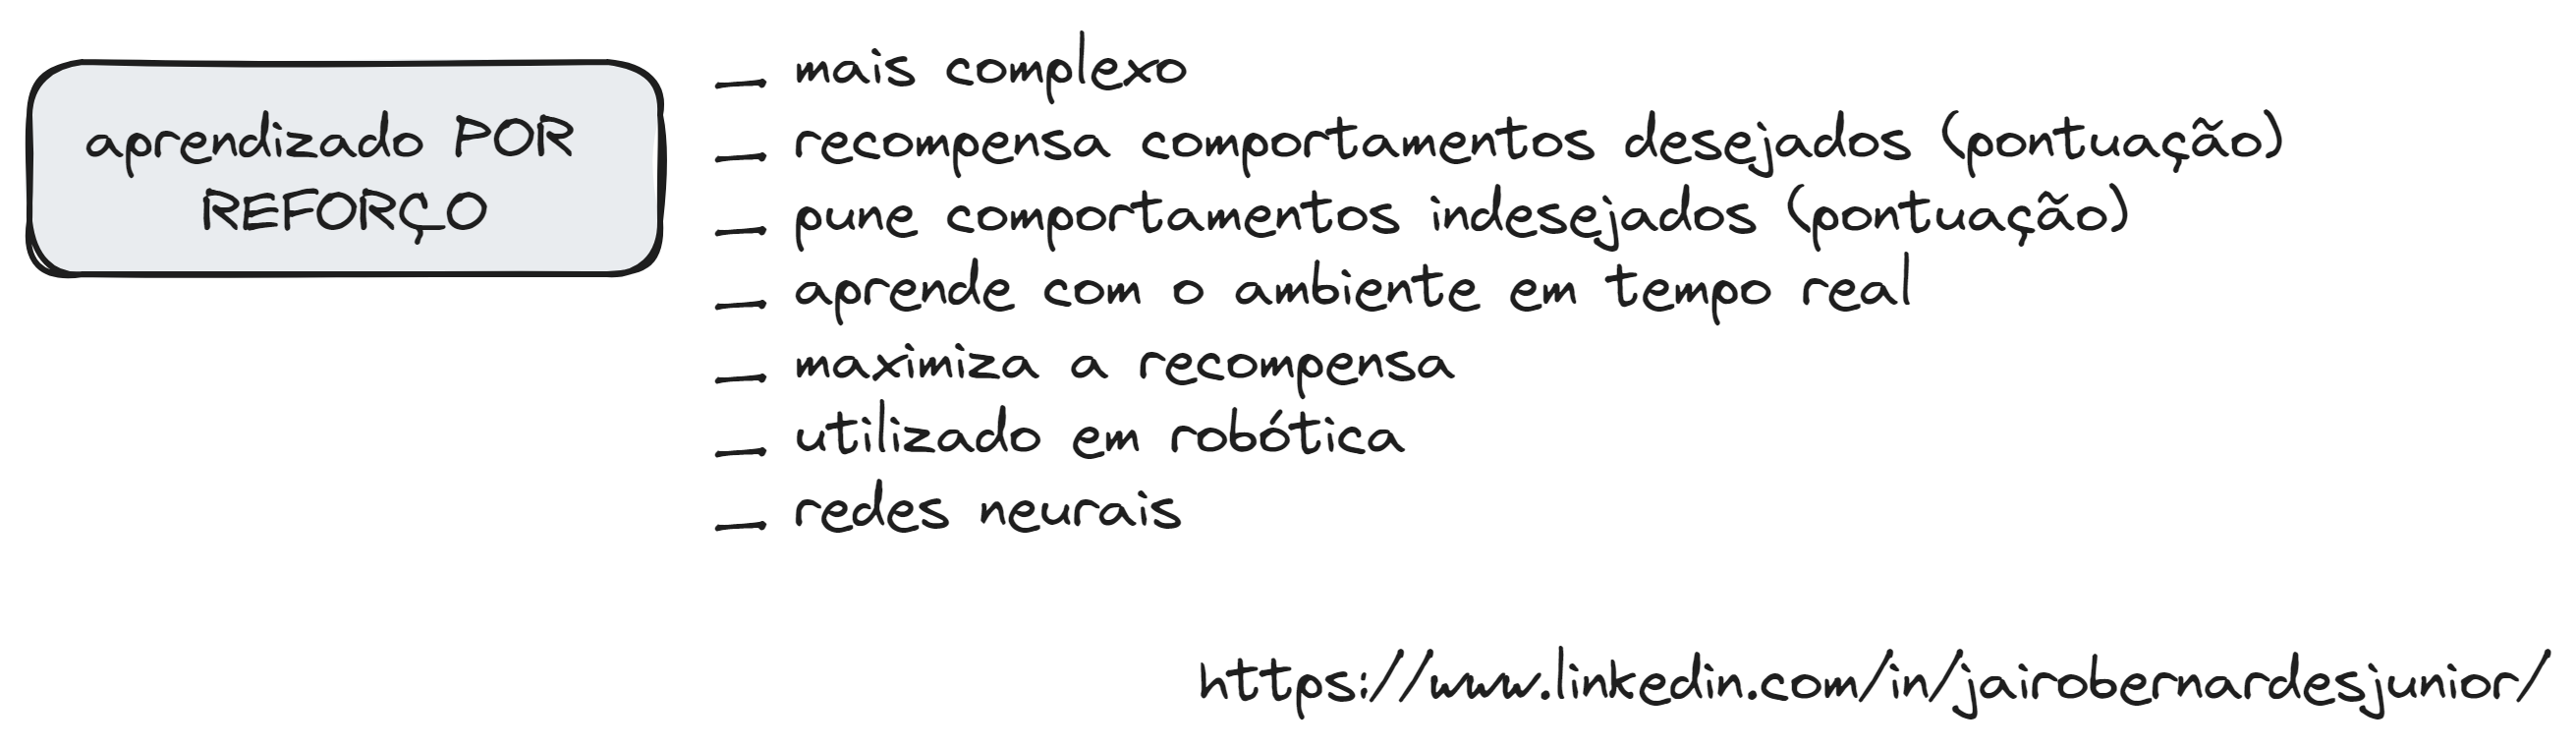 aprendizado POR
REFORÇO
_ mais complexo
_ recompensa comportamentos desejados (pontuação)
_ pune comportamentos indesejados (pontuação)
_ aprende com o ambiente em tempo real
_ maximiza a recompensa
_ utilizado em robótica
_ redes neurais
https://www.linkedin.com/in/jairobernardesjunior/